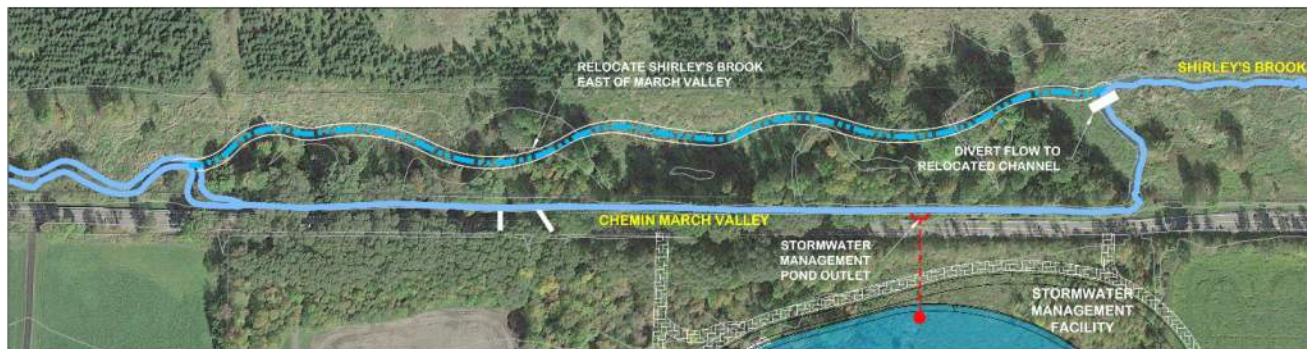 RELOCATE SHIRLEY'S BROOK
EAST OF MARCH VALLEY
SHIRLEY'S BROOK
DIVERT FLOW TO
RELOCATED CHANNEL
CHEMIN MARCH VALLEY
STORMWATER
MANAGEMENT
POND OUTLET
STORMWATER
MANAGEMENT
FACILITY